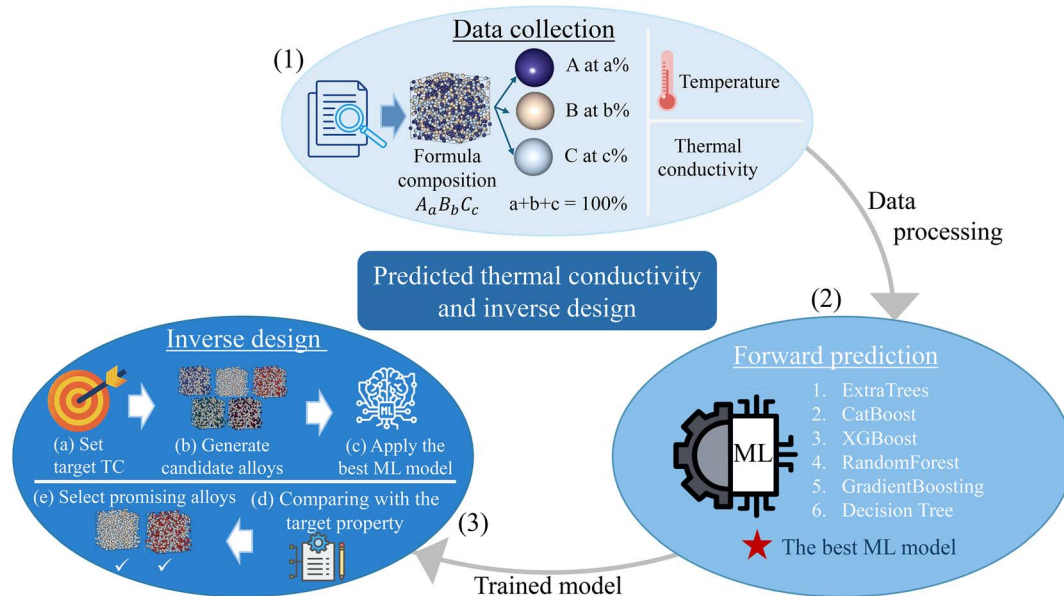 (1)
Data collection
A at a%
B at b%
C at c%
Formula
composition
AₐB_bC_c
a+b+c = 100%
Temperature
Thermal
conductivity
Data
processing
Predicted thermal conductivity
and inverse design
(2)
Forward prediction
ML
1. ExtraTrees
2. CatBoost
3. XGBoost
4. RandomForest
5. GradientBoosting
6. Decision Tree
The best ML model
Trained model
(3)
Inverse design
ML
(a) Set
target TC
(b) Generate
candidate alloys
(c) Apply the
best ML model
(d) Comparing with the
target property
(e) Select promising alloys